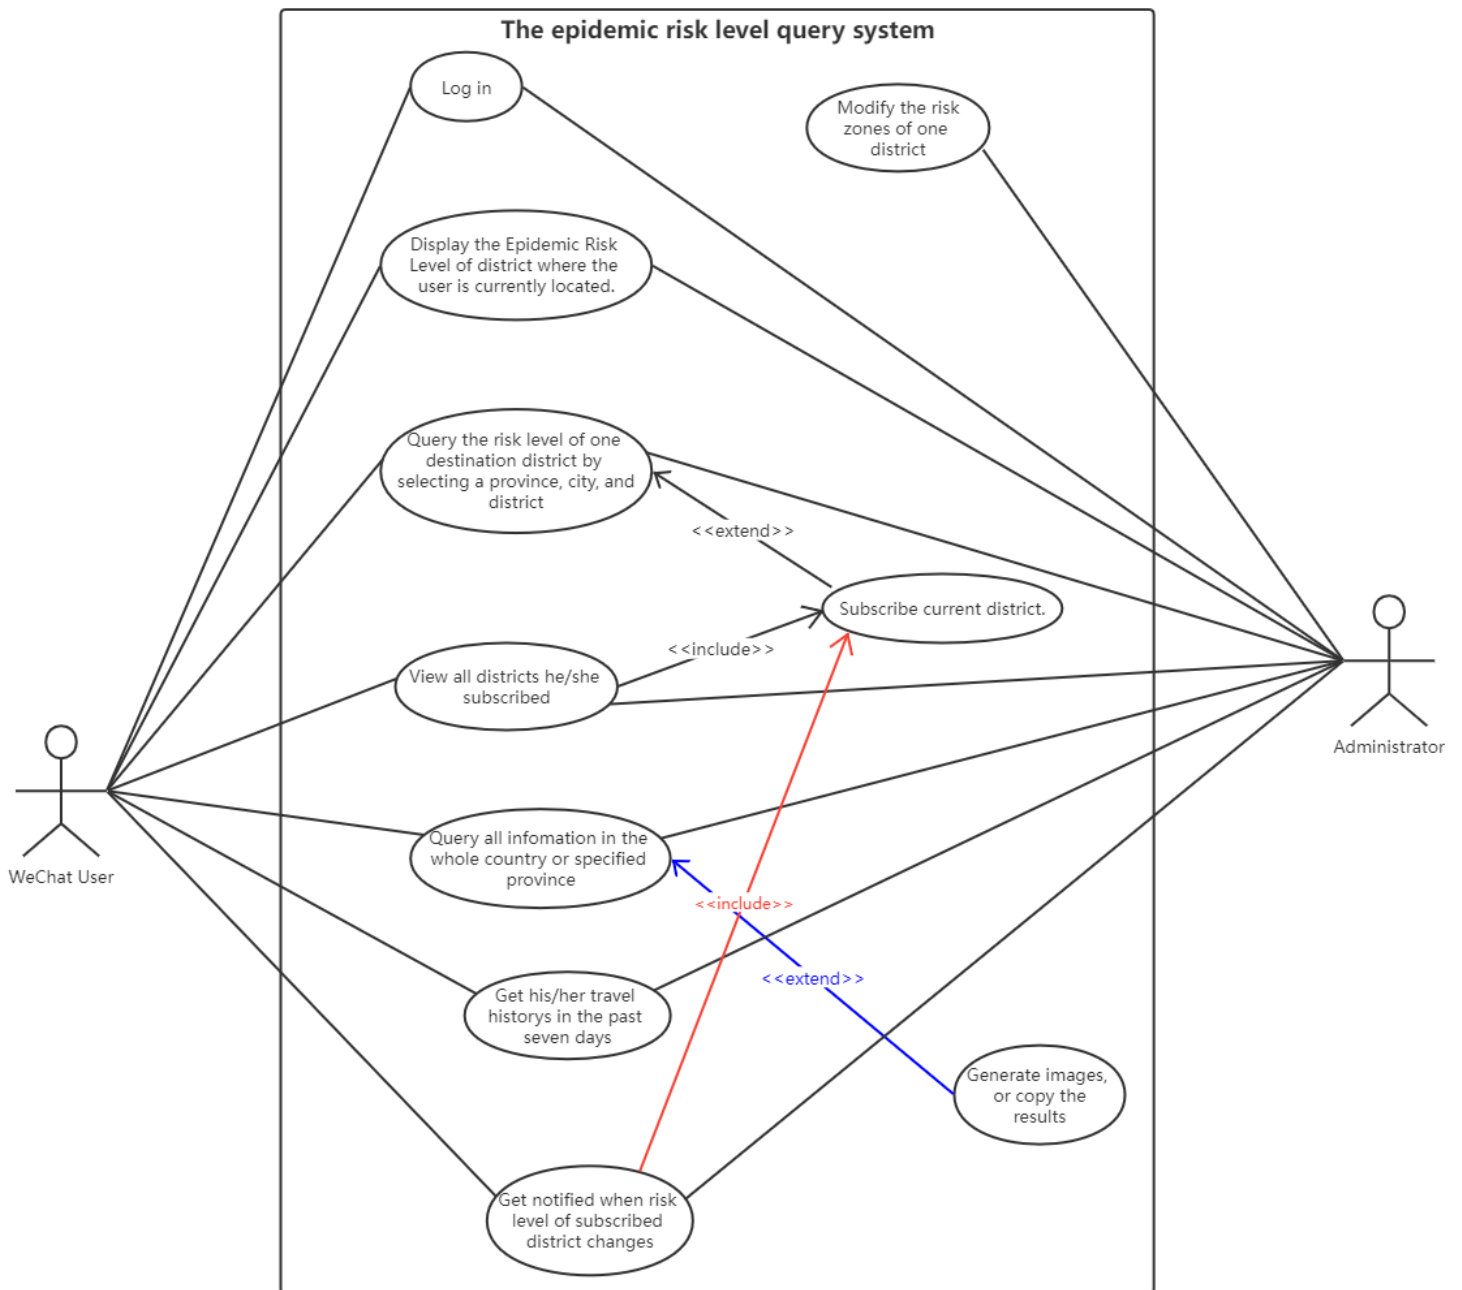 The epidemic risk level query system
Log in
Modify the risk
zones of one
district
Display the Epidemic Risk
Level of district where the
user is currently located.
Query the risk level of one
destination district by
selecting a province, city, and
district
<<extend>>
Subscribe current district.
<<include>>
View all districts he/she
subscribed
Administrator
Query all infomation in the
whole country or specified
province
WeChat User
<<include>>
<<extend>>
Get his/her travel
historys in the past
seven days
Generate images,
or copy the
results
Get notified when risk
level of subscribed
district changes